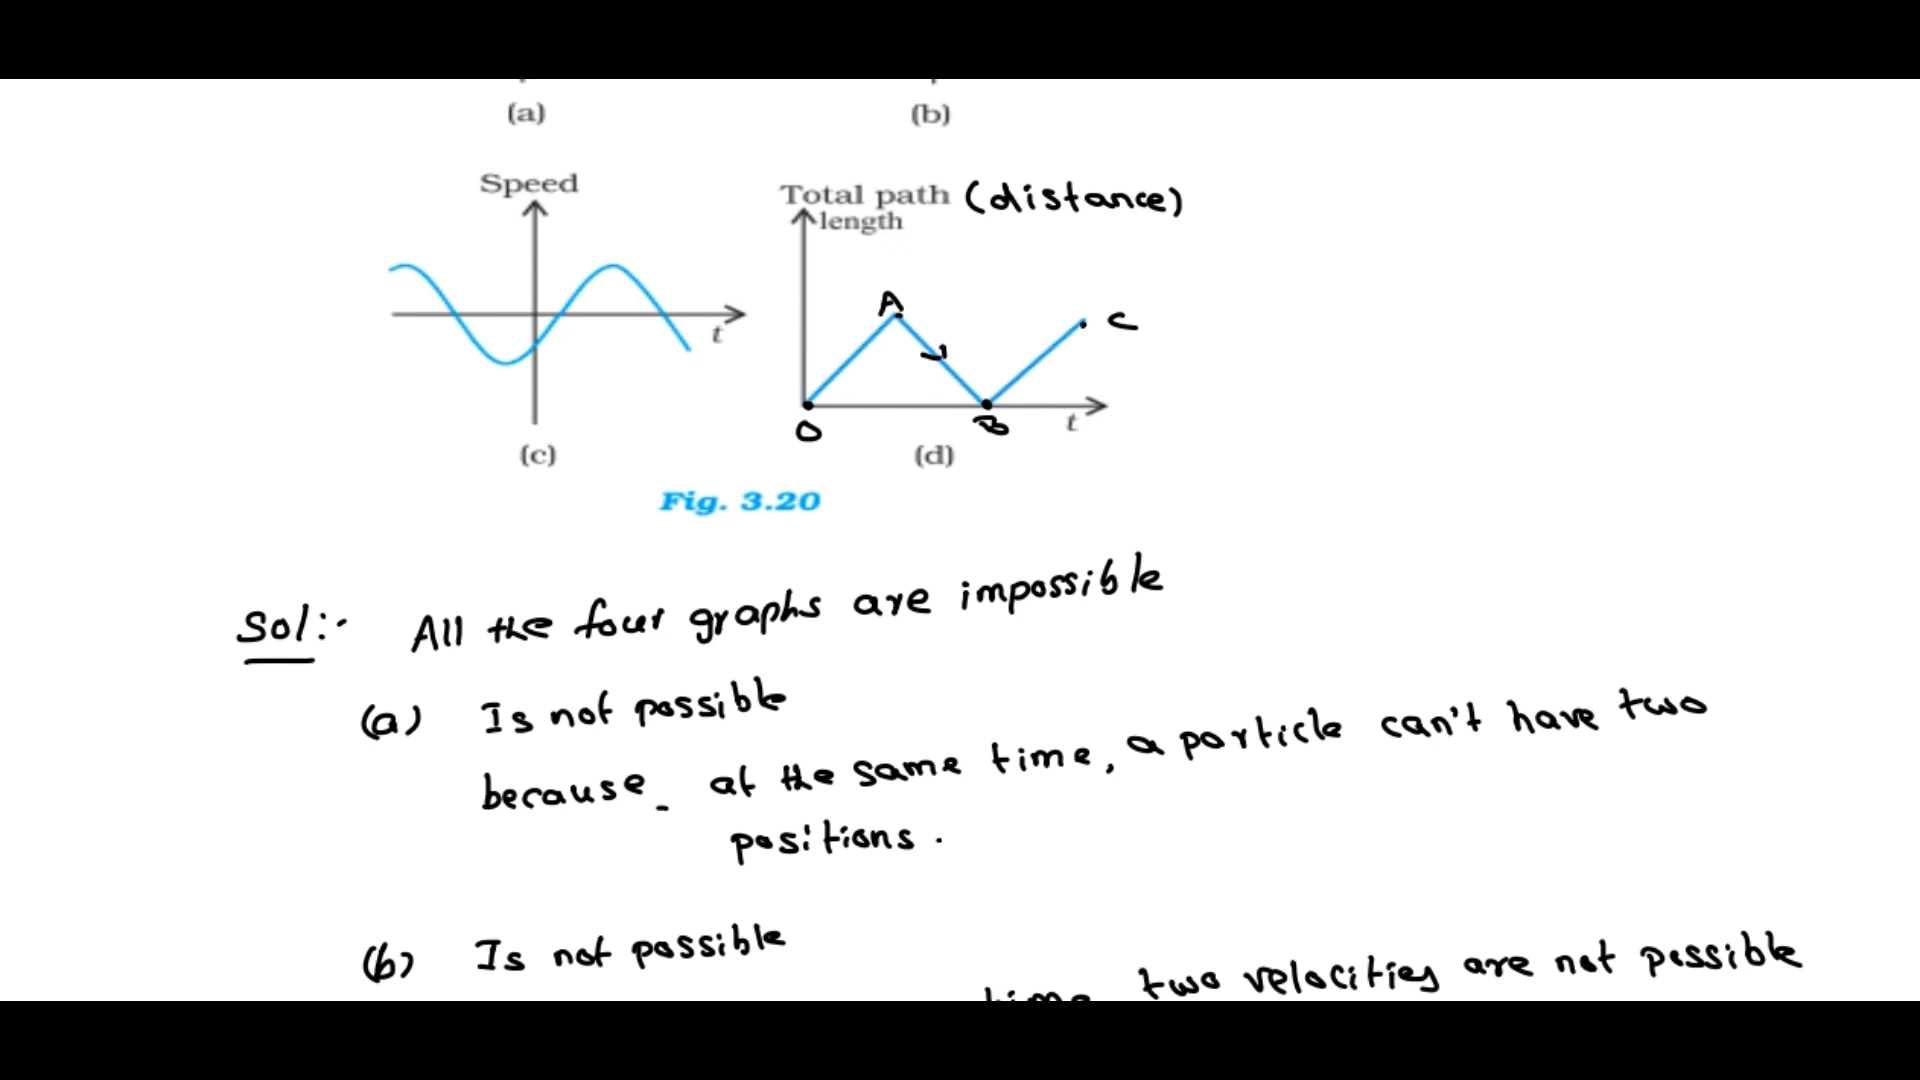 (a) (b)
Speed
Total path (distance)
length
A
C
t
O
B
t
(c) (d)
Fig. 3.20
Sol:- All the four graphs are impossible
(a) Is not possible
because at the same time, a particle can't have two
positions.
(b) Is not possible
time two velocities are not possible